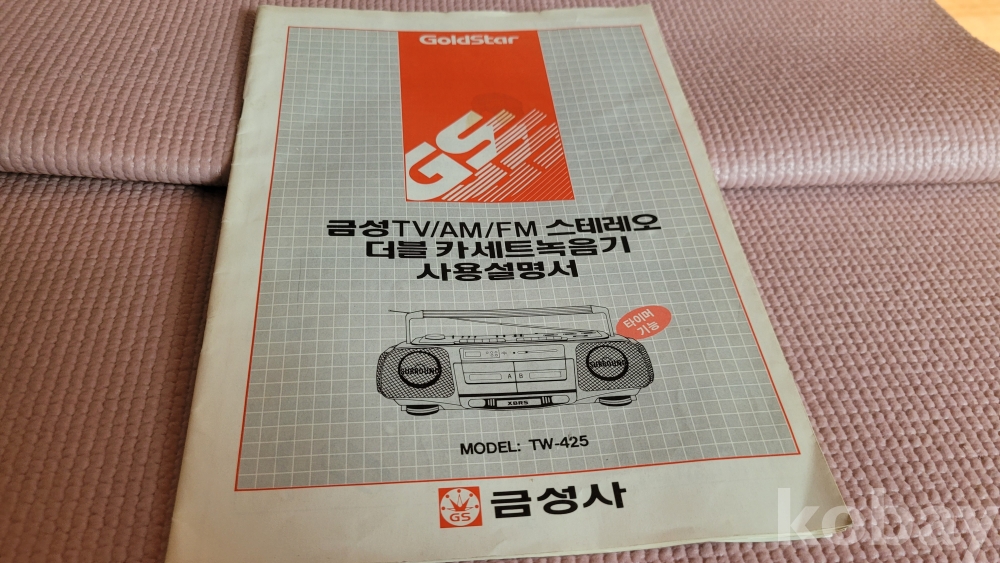 GoldStar
GS
금성TV/AM/FM 스테레오
더블 카세트녹음기
사용설명서
타이머
기능
SURROUND
SURROUND
A B
XBRS
MODEL: TW-425
GS 금성사
kobay